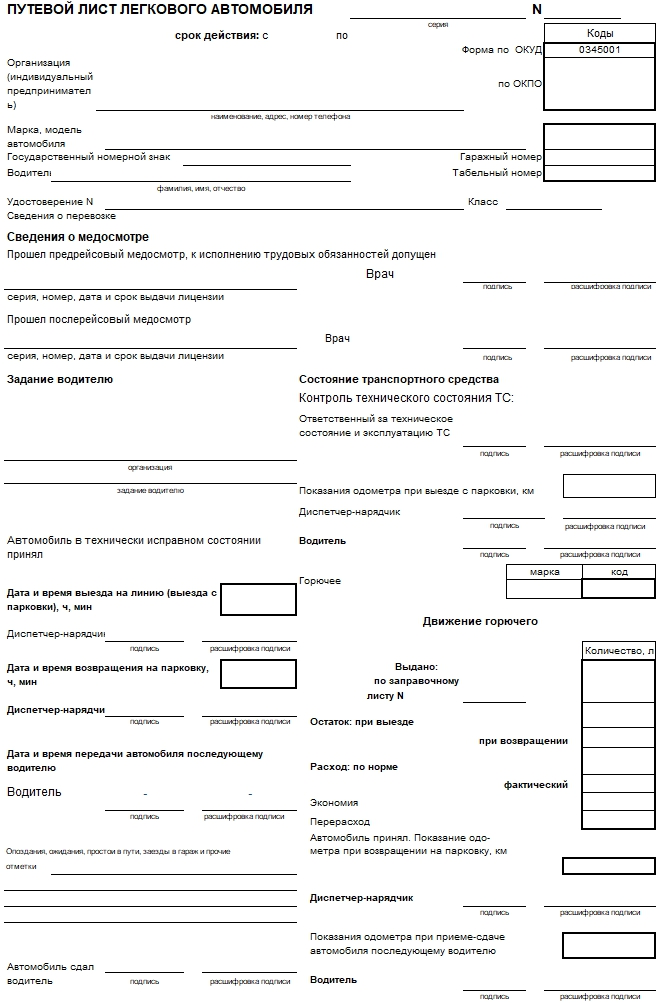 ПУТЕВОЙ ЛИСТ ЛЕГКОВОГО АВТОМОБИЛЯ N
серия
срок действия: с по
Коды
Форма по ОКУД 0345001
Организация
(индивидуальный
предпринимател
ь)
по ОКПО
наименование, адрес, номер телефона
Марка, модель
автомобиля
Государственный номерной знак Гаражный номер
Водитель Табельный номер
фамилия, имя, отчество
Удостоверение N Класс
Сведения о перевозке
Сведения о медосмотре
Прошел предрейсовый медосмотр, к исполнению трудовых обязанностей допущен
Врач
подпись расшифровка подписи
серия, номер, дата и срок выдачи лицензии
Прошел послерейсовый медосмотр
Врач
серия, номер, дата и срок выдачи лицензии подпись расшифровка подписи
Задание водителю
организация
задание водителю
Автомобиль в технически исправном состоянии
принял
Состояние транспортного средства
Контроль технического состояния ТС:
Ответственный за техническое
состояние и эксплуатацию ТС
подпись расшифровка подписи
Показания одометра при выезде с парковки, км
Диспетчер-нарядчик
подпись расшифровка подписи
Водитель
подпись расшифровка подписи
марка код
Горючее
Дата и время выезда на линию (выезда с
парковки), ч, мин
Диспетчер-нарядчи
подпись расшифровка подписи
Дата и время возвращения на парковку,
ч, мин
Диспетчер-нарядчи
подпись расшифровка подписи
Дата и время передачи автомобиля последующему
водителю
Водитель - -
подпись расшифровка подписи
Опоздания, ожидания, простои в пути, заезды в гараж и прочие
отметки
Автомобиль сдал
водитель
подпись расшифровка подписи
Движение горючего
Количество, л
Выдано:
по заправочному
листу N
Остаток: при выезде
при возвращении
Расход: по норме
фактический
Экономия
Перерасход
Автомобиль принял. Показание одо-
метра при возвращении на парковку, км
Диспетчер-нарядчик
подпись расшифровка подписи
Показания одометра при приеме-сдаче
автомобиля последующему водителю
Водитель
подпись расшифровка подписи